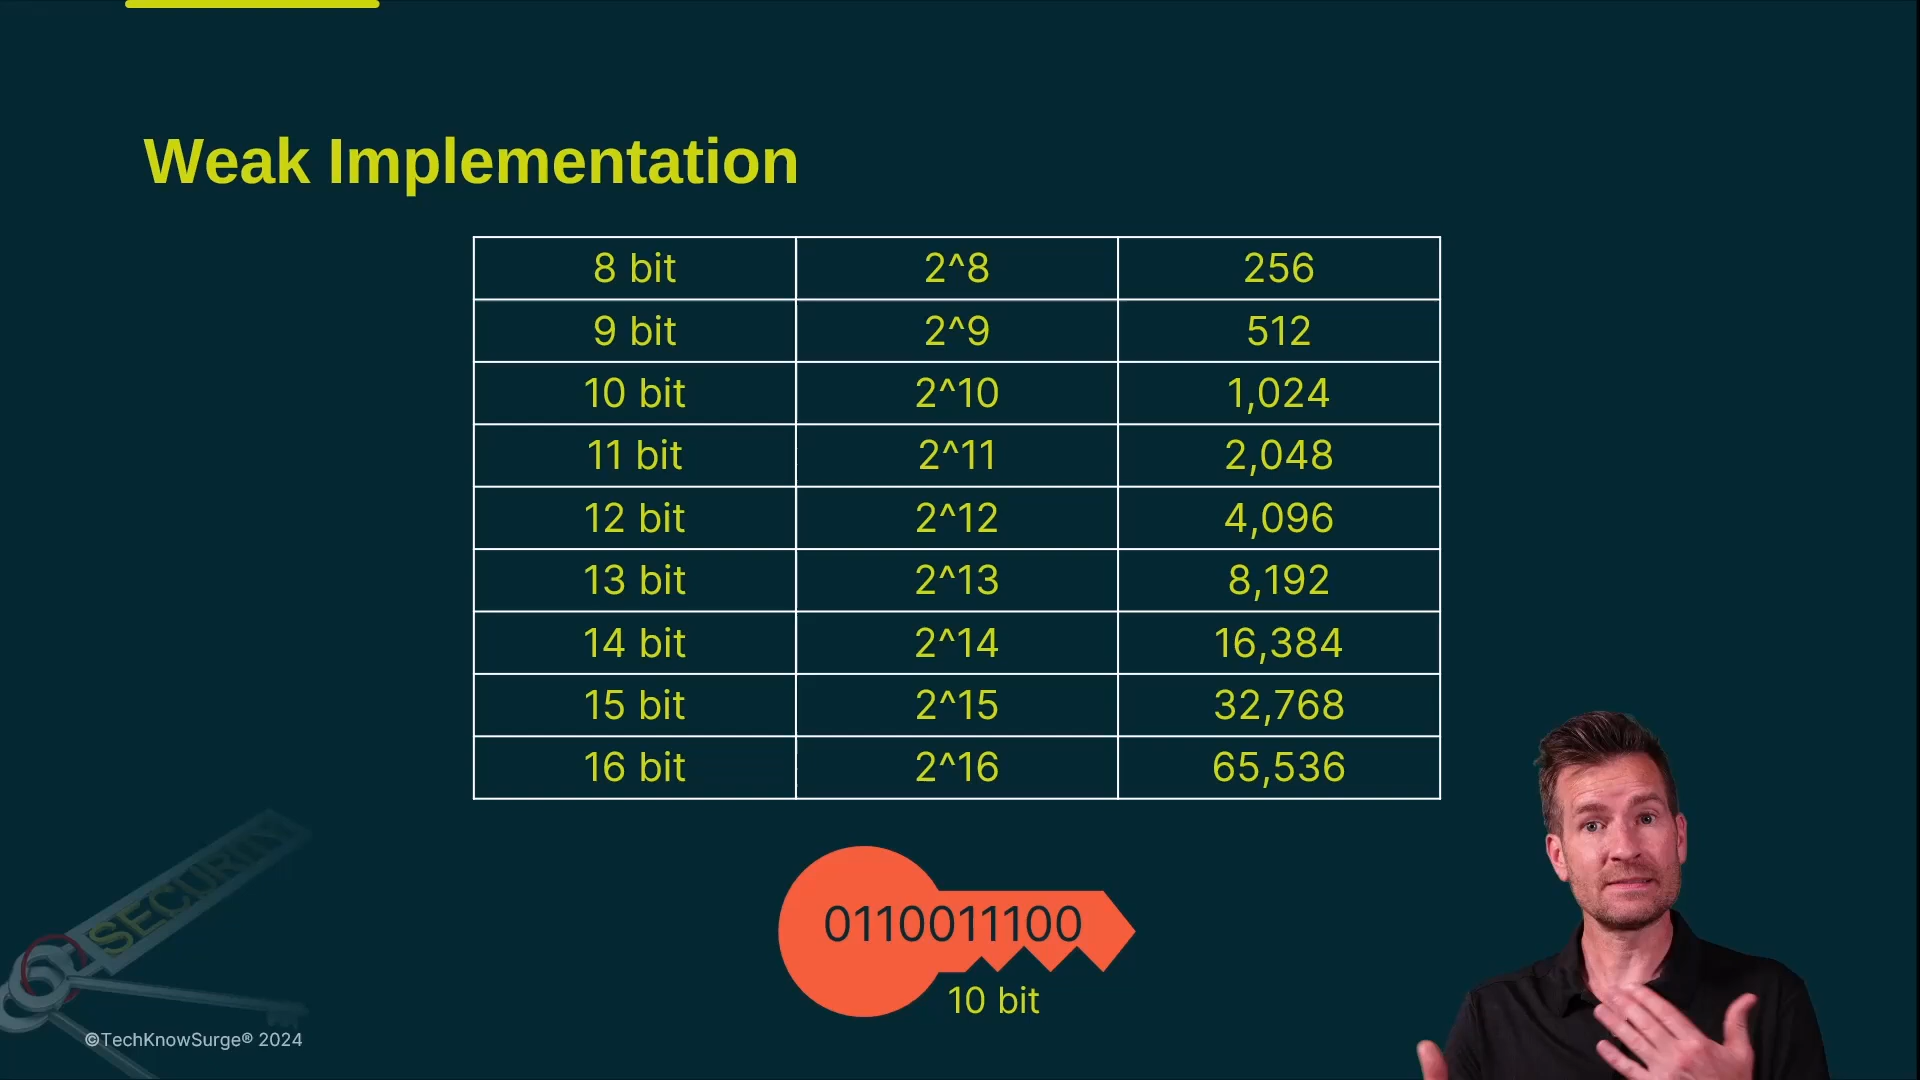 Weak Implementation
8 bit 2^8 256
9 bit 2^9 512
10 bit 2^10 1,024
11 bit 2^11 2,048
12 bit 2^12 4,096
13 bit 2^13 8,192
14 bit 2^14 16,384
15 bit 2^15 32,768
16 bit 2^16 65,536
0110011100
10 bit
SECURITY
©TechKnowSurge® 2024